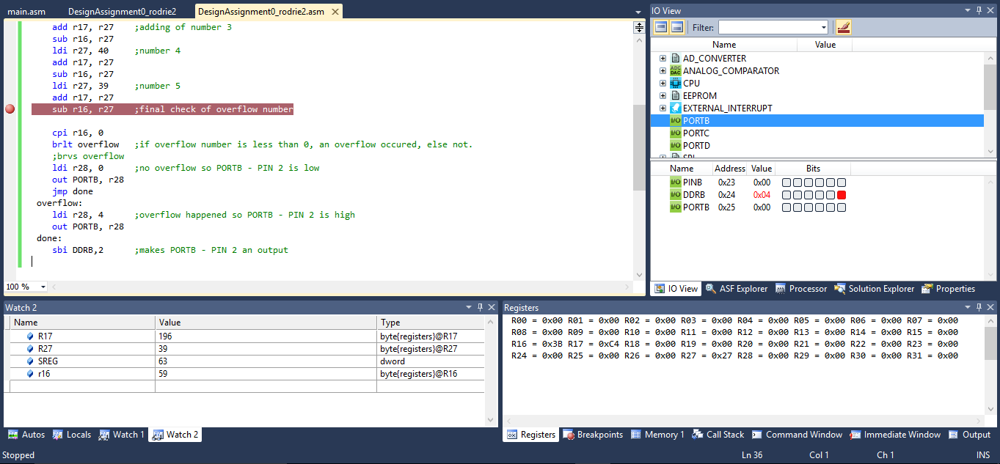 main.asm DesignAssignment0_rodrie2 DesignAssignment0_rodrie2.asm
add r17, r27 ;adding of number 3
sub r16, r27
ldi r27, 40 ;number 4
add r17, r27
sub r16, r27
ldi r27, 39 ;number 5
add r17, r27
sub r16, r27 ;final check of overflow number
cpi r16, 0
brlt overflow ;if overflow number is less than 0, an overflow occured, else not.
;brvs overflow
ldi r28, 0 ;no overflow so PORTB - PIN 2 is low
out PORTB, r28
jmp done
overflow:
ldi r28, 4 ;overflow happened so PORTB - PIN 2 is high
out PORTB, r28
done:
sbi DDRB,2 ;makes PORTB - PIN 2 an output
100 %
IO View
Filter:
Name Value
AD_CONVERTER
ADC DAC ANALOG_COMPARATOR
CPU
EEPROM
EXTERNAL_INTERRUPT
I/O PORTB
I/O PORTC
I/O PORTD
SPI
Name Address Value Bits
I/O PINB 0x23 0x00
I/O DDRB 0x24 0x04
I/O PORTB 0x25 0x00
IO View ASF Explorer Processor Solution Explorer Properties
Watch 2
Name Value Type
R17 196 byte{registers}@R17
R27 39 byte{registers}@R27
SREG 63 dword
r16 59 byte{registers}@R16
Autos Locals Watch 1 Watch 2
Registers
R00 = 0x00 R01 = 0x00 R02 = 0x00 R03 = 0x00 R04 = 0x00 R05 = 0x00 R06 = 0x00 R07 = 0x00
R08 = 0x00 R09 = 0x00 R10 = 0x00 R11 = 0x00 R12 = 0x00 R13 = 0x00 R14 = 0x00 R15 = 0x00
R16 = 0x3B R17 = 0xC4 R18 = 0x00 R19 = 0x00 R20 = 0x00 R21 = 0x00 R22 = 0x00 R23 = 0x00
R24 = 0x00 R25 = 0x00 R26 = 0x00 R27 = 0x27 R28 = 0x00 R29 = 0x00 R30 = 0x00 R31 = 0x00
Registers Breakpoints Memory 1 Call Stack Command Window Immediate Window Output
Stopped Ln 36 Col 1 Ch 1 INS